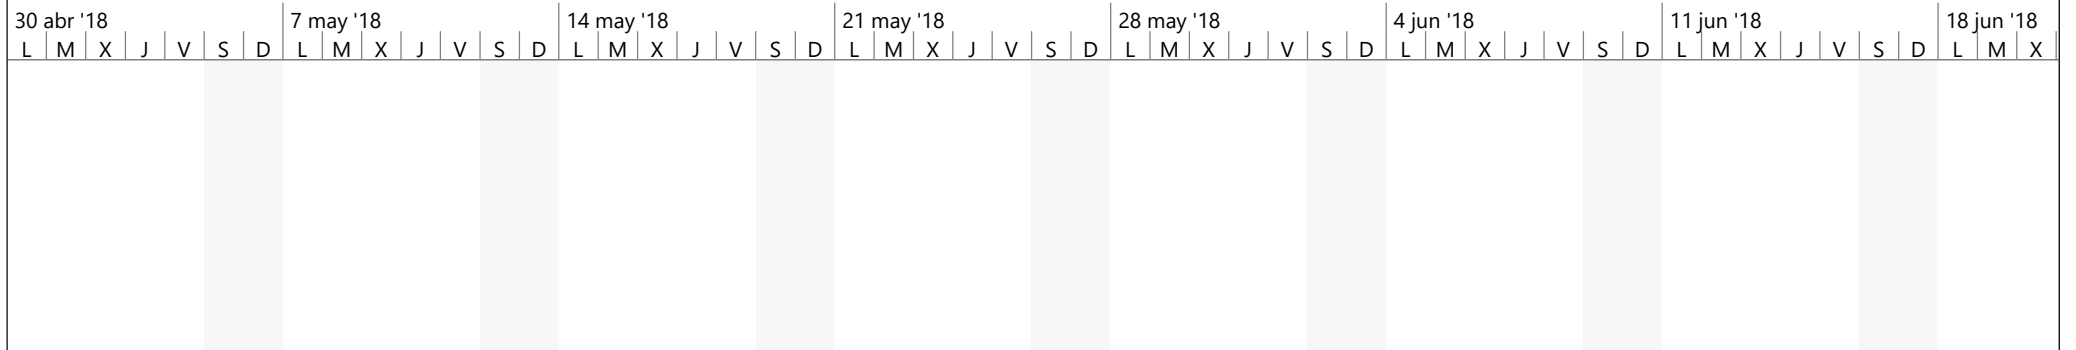 30 abr '18 7 may '18 14 may '18 21 may '18 28 may '18 4 jun '18 11 jun '18 18 jun '18
L M X J V S D L M X J V S D L M X J V S D L M X J V S D L M X J V S D L M X J V S D L M X J V S D L M X